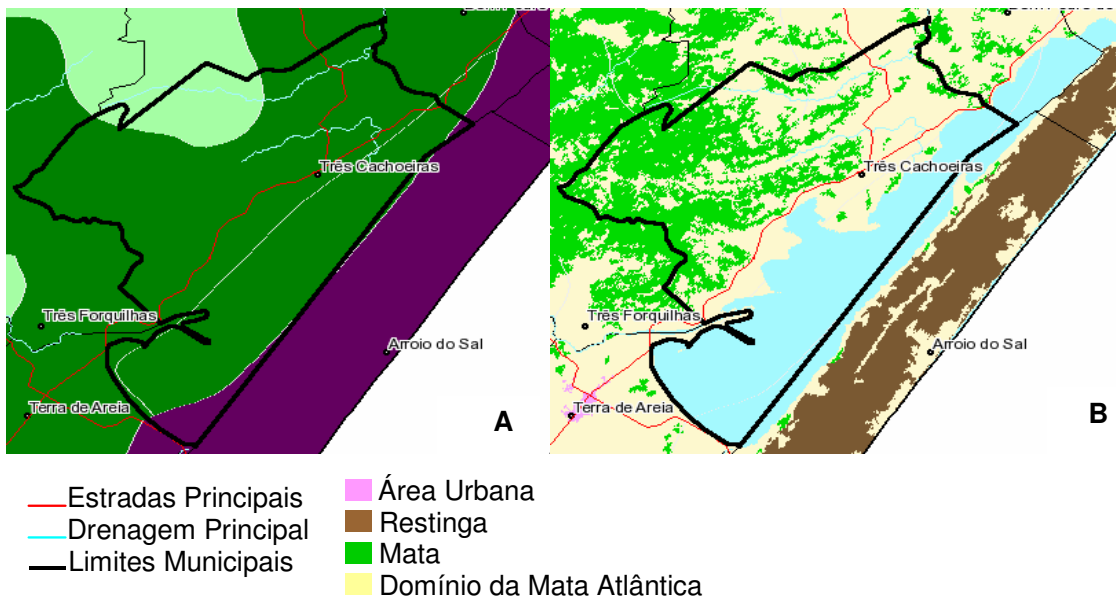 Três Cachoeiras
Três Forquilhas
Arroio do Sal
Terra de Areia
A
Três Cachoeiras
Três Forquilhas
Arroio do Sal
Terra de Areia
B
Estradas Principais
Drenagem Principal
Limites Municipais
Área Urbana
Restinga
Mata
Domínio da Mata Atlântica